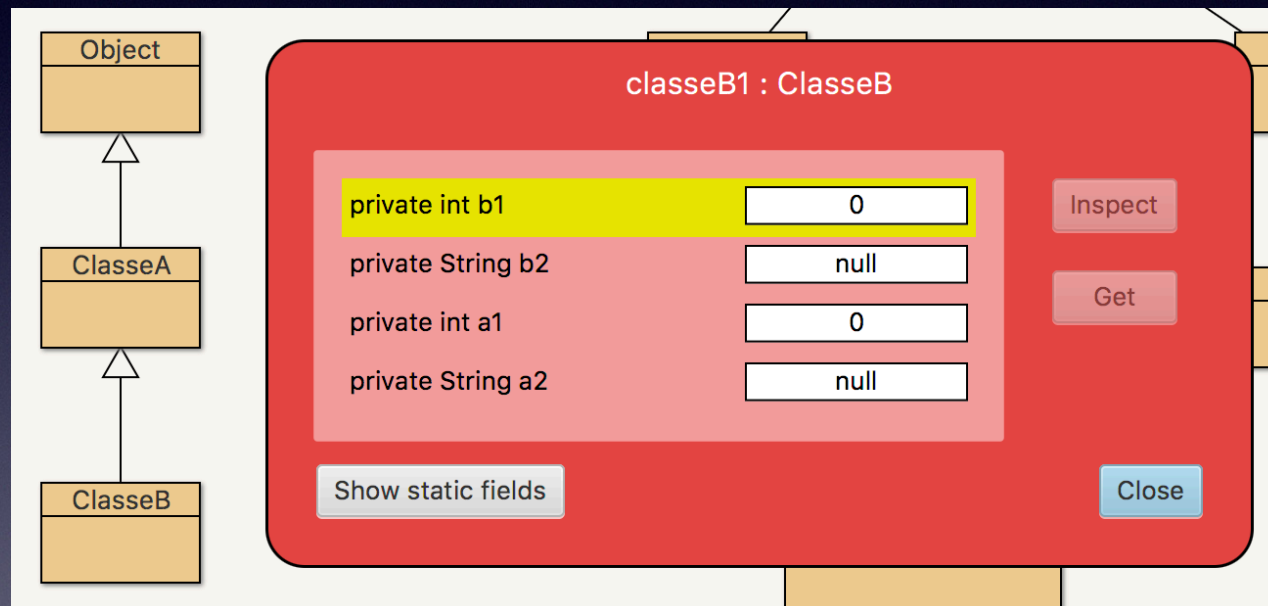 Object
ClasseA
ClasseB
classeB1 : ClasseB
private int b1 0
private String b2 null
private int a1 0
private String a2 null
Inspect
Get
Show static fields
Close